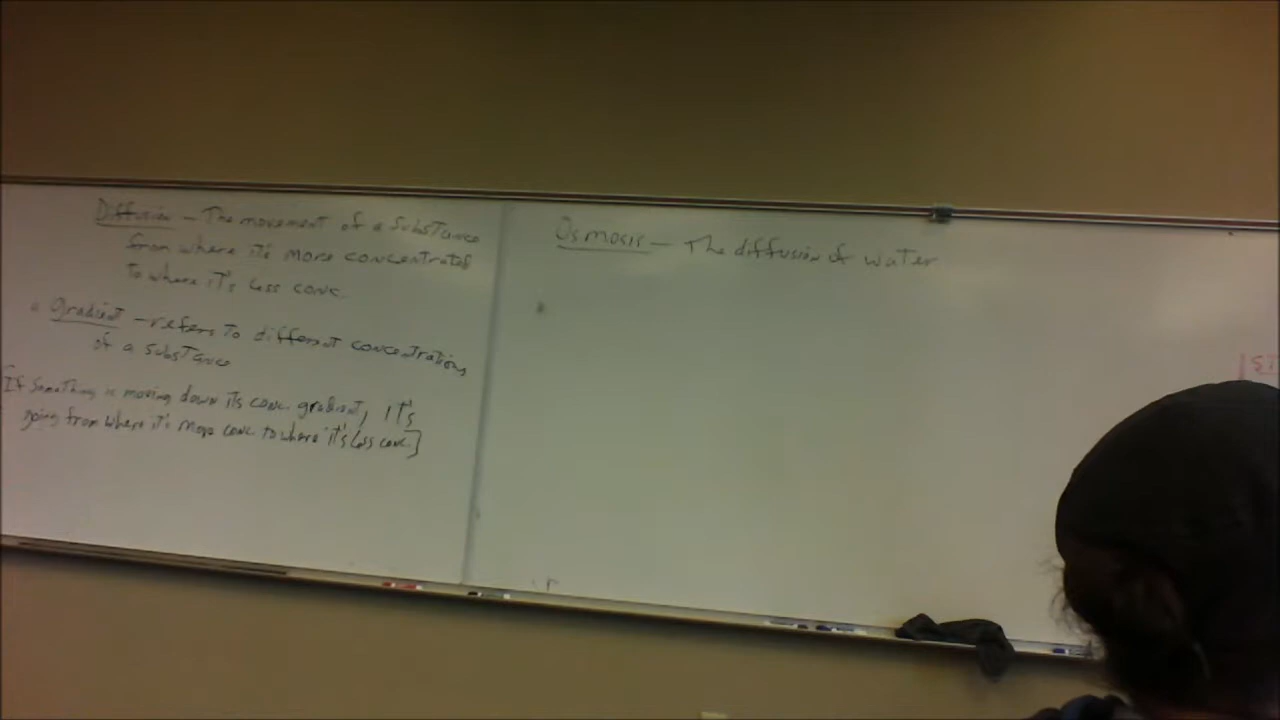 Diffusion - The movement of a substance
from where it's more concentrated
to where it's less conc.
a Gradient - refers to different concentrations
of a substance
If something is moving down its conc. gradient, it's
going from where it's more conc to where it's less conc.]
Osmosis - The diffusion of water